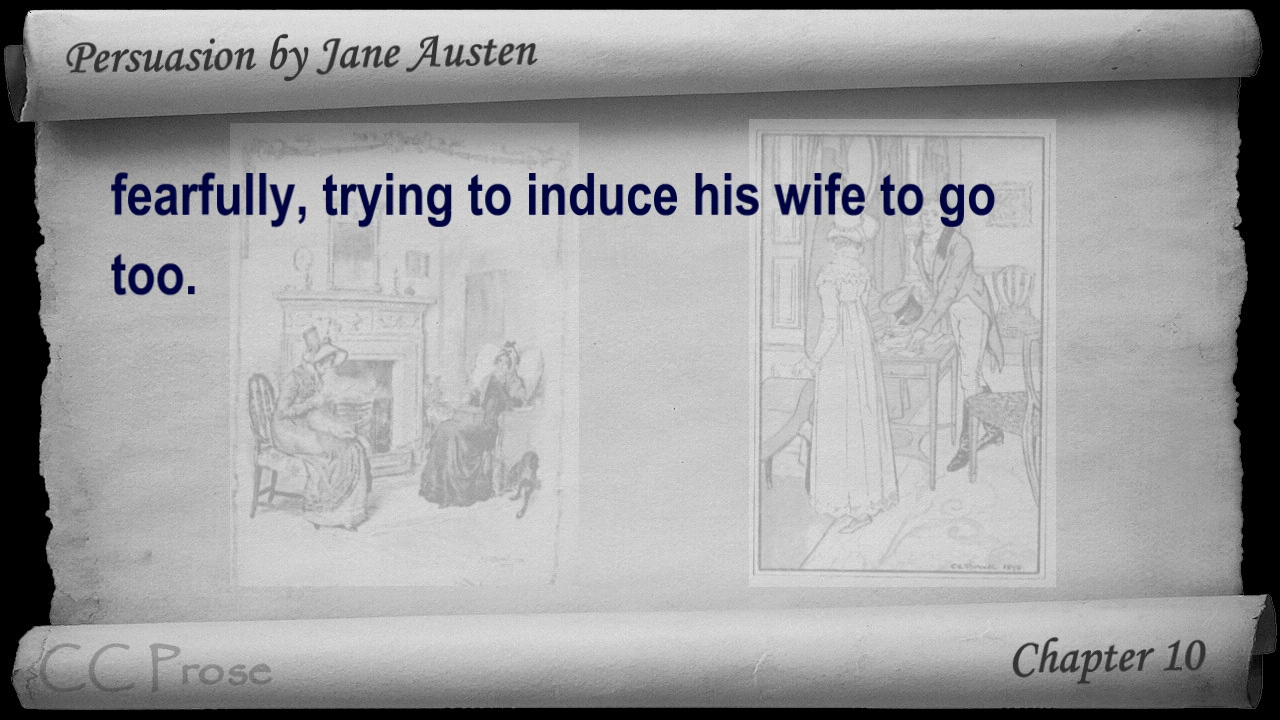 Persuasion by Jane Austen
fearfully, trying to induce his wife to go
too.
CC Prose
Chapter 10